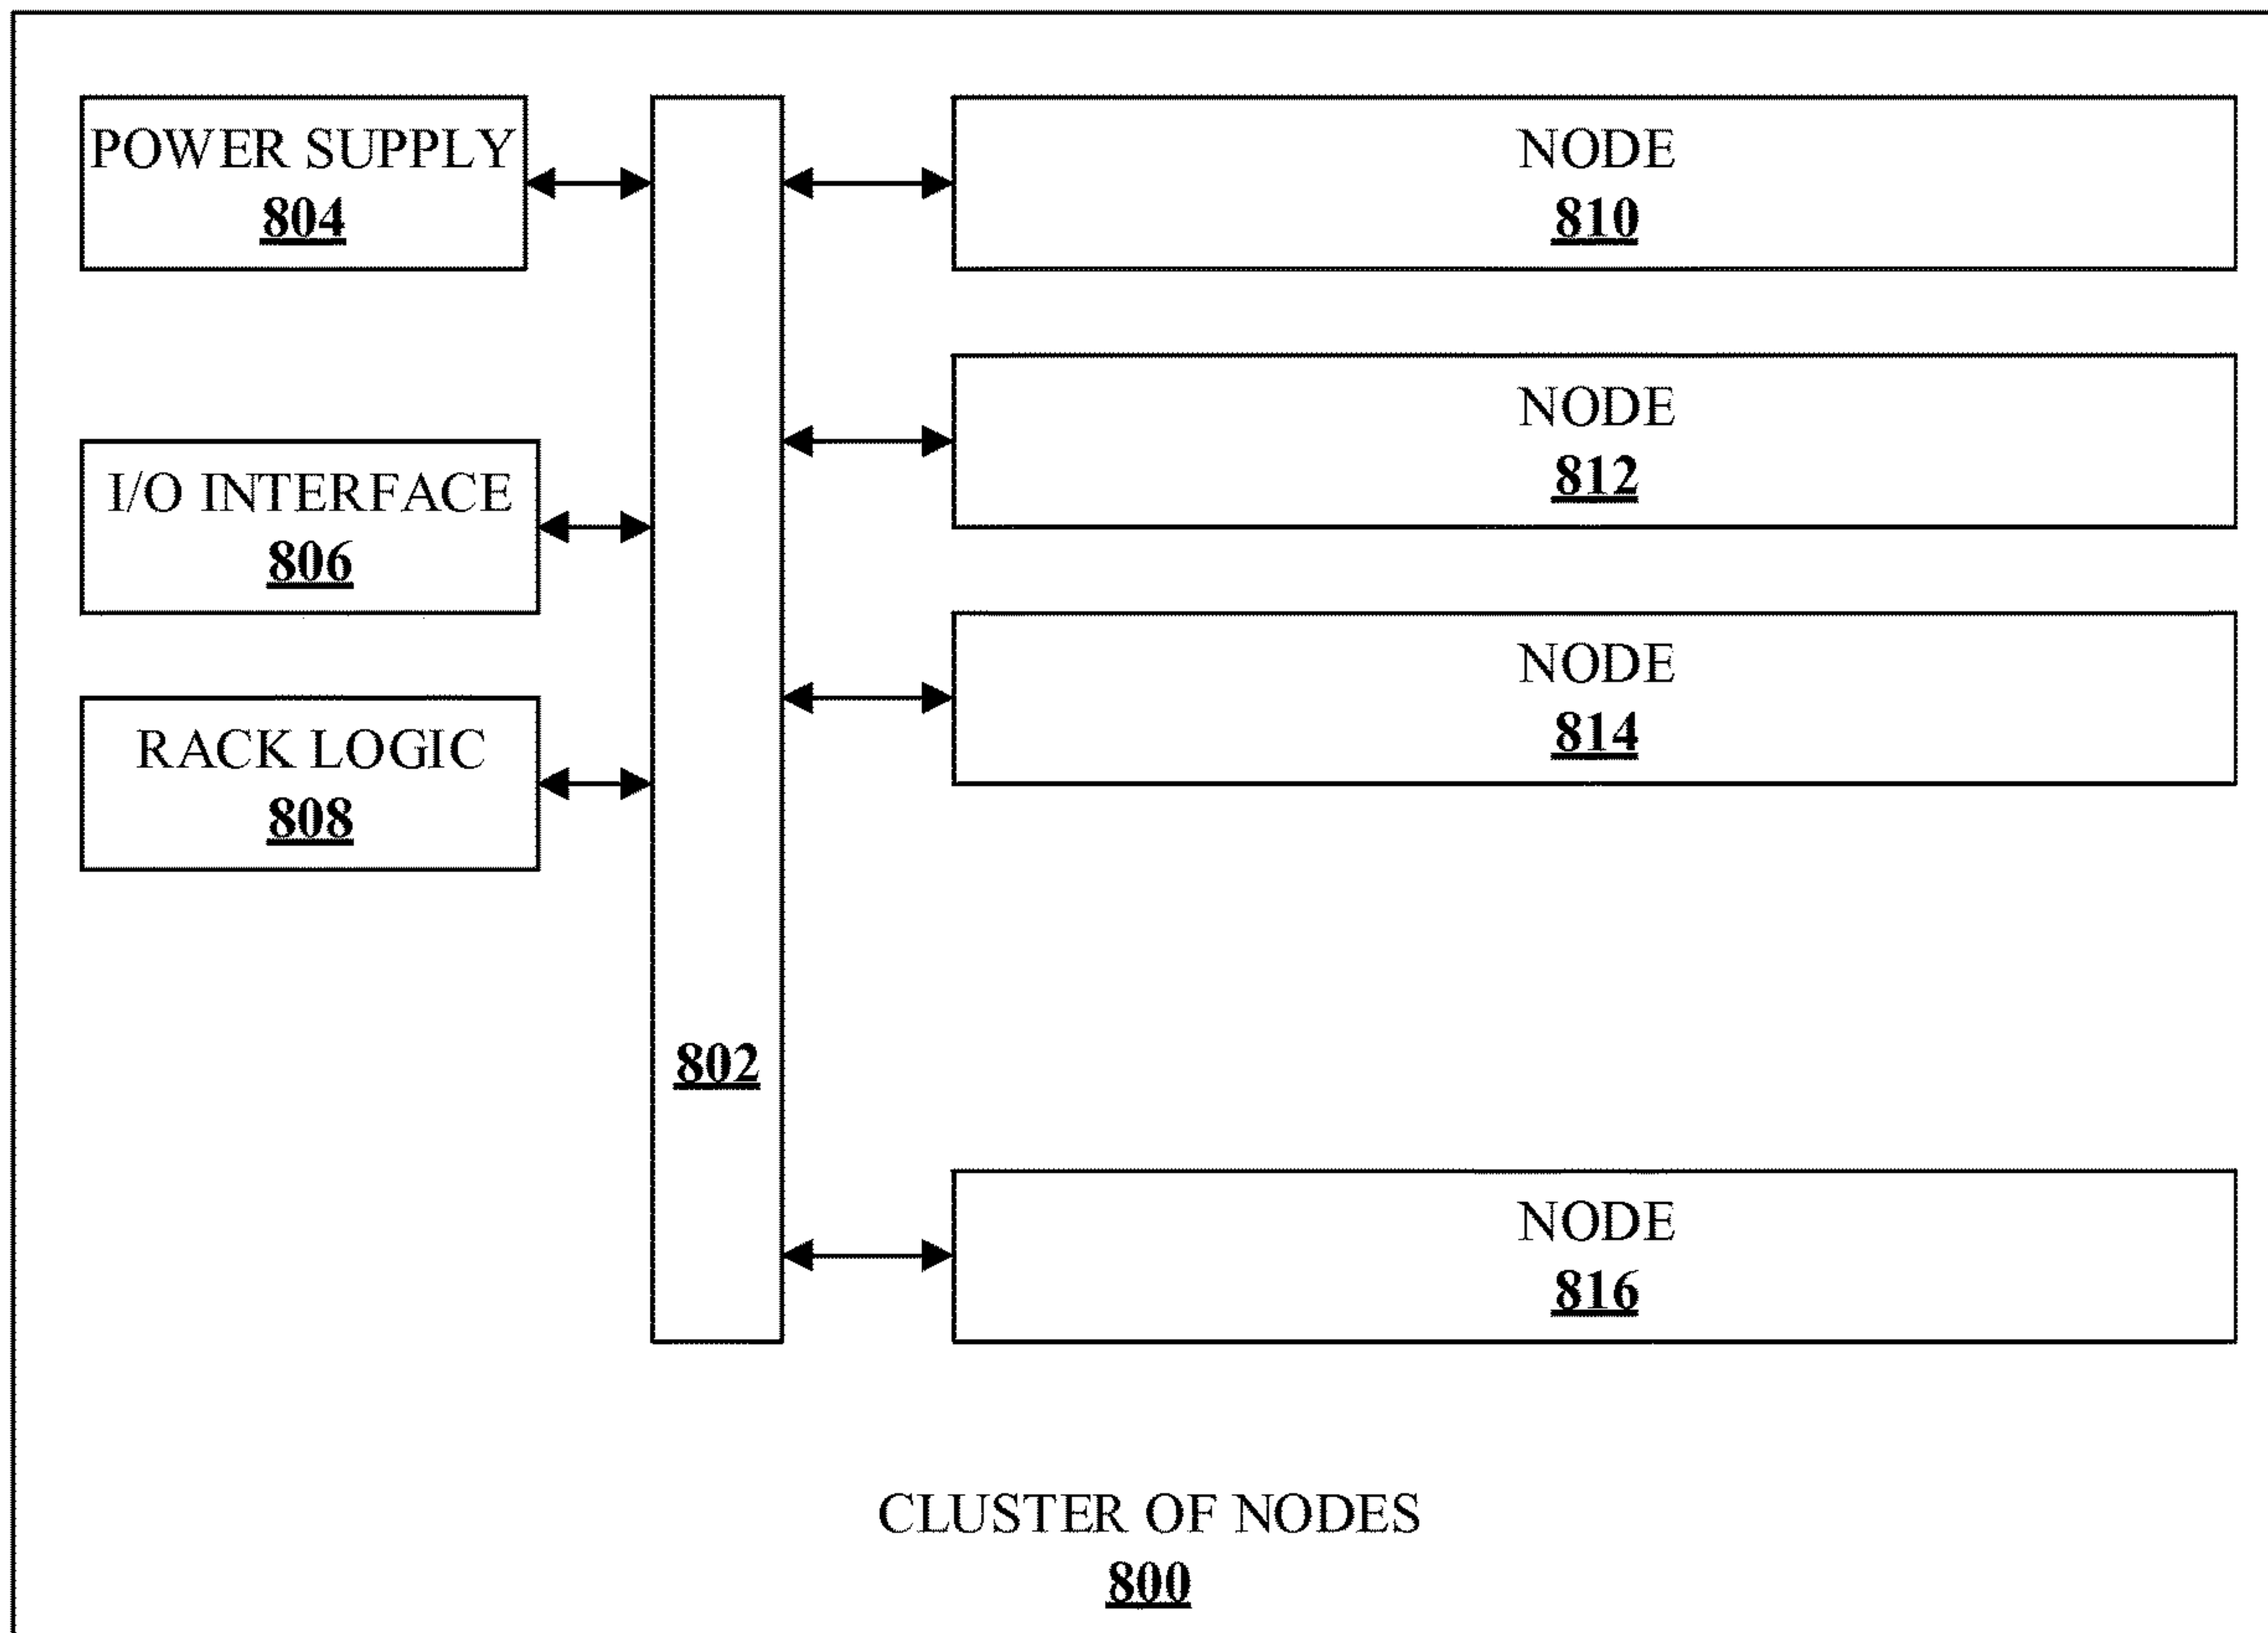 POWER SUPPLY
804
NODE
810
NODE
812
I/O INTERFACE
806
NODE
814
RACK LOGIC
808
802
NODE
816
CLUSTER OF NODES
800